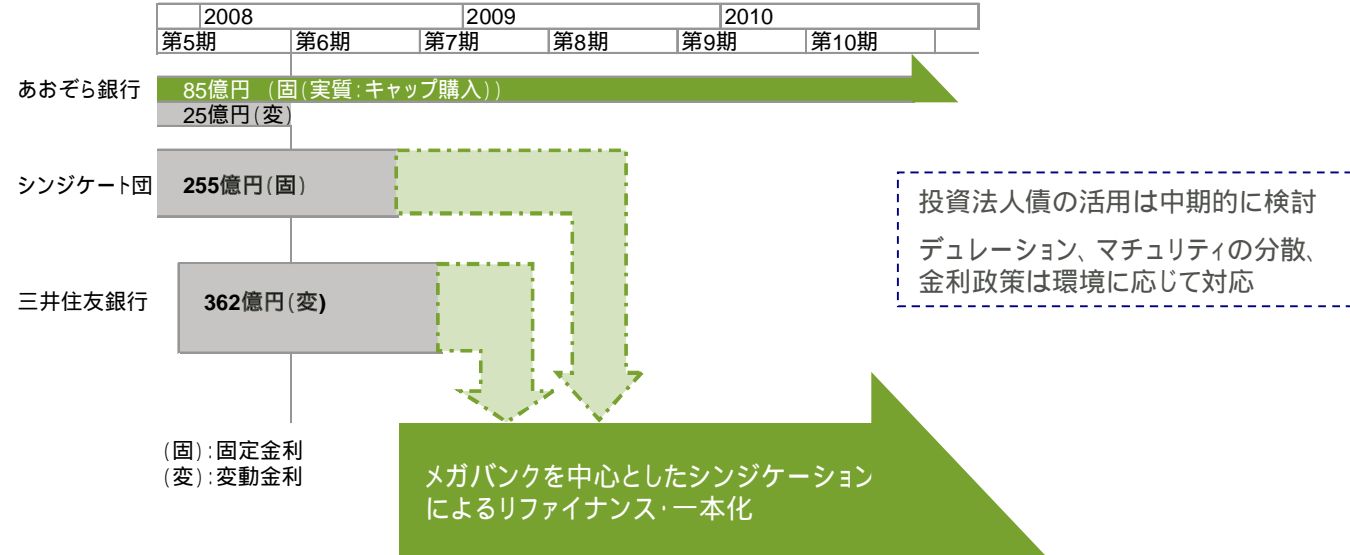 2008 2009 2010
第5期 第6期 第7期 第8期 第9期 第10期
あおぞら銀行 85億円 (固(実質:キャップ購入))
25億円(変)
シンジケート団 255億円(固)
三井住友銀行 362億円(変)
投資法人債の活用は中期的に検討
デュレーション、マチュリティの分散、
金利政策は環境に応じて対応
(固):固定金利
(変):変動金利
メガバンクを中心としたシンジケーション
によるリファイナンス・一本化